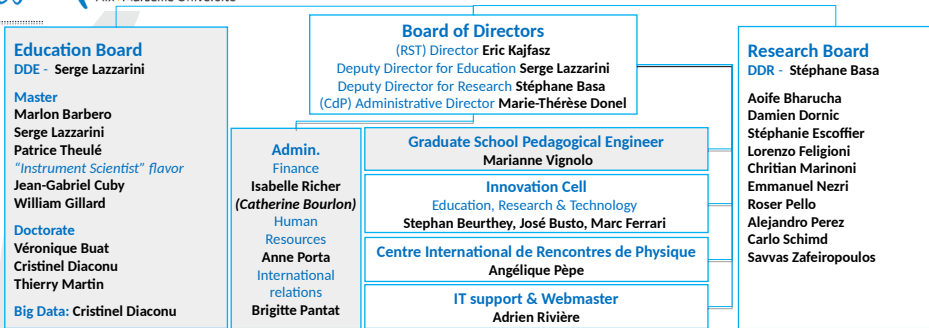 Education Board
DDE - Serge Lazzarini
Master
Marlon Barbero
Serge Lazzarini
Patrice Theulé
“Instrument Scientist” flavor
Jean-Gabriel Cuby
William Gillard
Doctorate
Véronique Buat
Cristinel Diaconu
Thierry Martin
Big Data: Cristinel Diaconu
Board of Directors
(RST) Director Eric Kajfasz
Deputy Director for Education Serge Lazzarini
Deputy Director for Research Stéphane Basa
(CdP) Administrative Director Marie-Thérèse Donel
Admin.
Finance
Isabelle Richer
(Catherine Bourlon)
Human
Resources
Anne Porta
International
relations
Brigitte Pantat
Graduate School Pedagogical Engineer
Marianne Vignolo
Innovation Cell
Education, Research & Technology
Stephan Beurthey, José Busto, Marc Ferrari
Centre International de Rencontres de Physique
Angélique Pèpe
IT support & Webmaster
Adrien Rivière
Research Board
DDR - Stéphane Basa
Aoife Bharucha
Damien Dornic
Stéphanie Escoffier
Lorenzo Feligioni
Chritian Marinoni
Emmanuel Nezri
Roser Pello
Alejandro Perez
Carlo Schimd
Savvas Zafeiropoulos